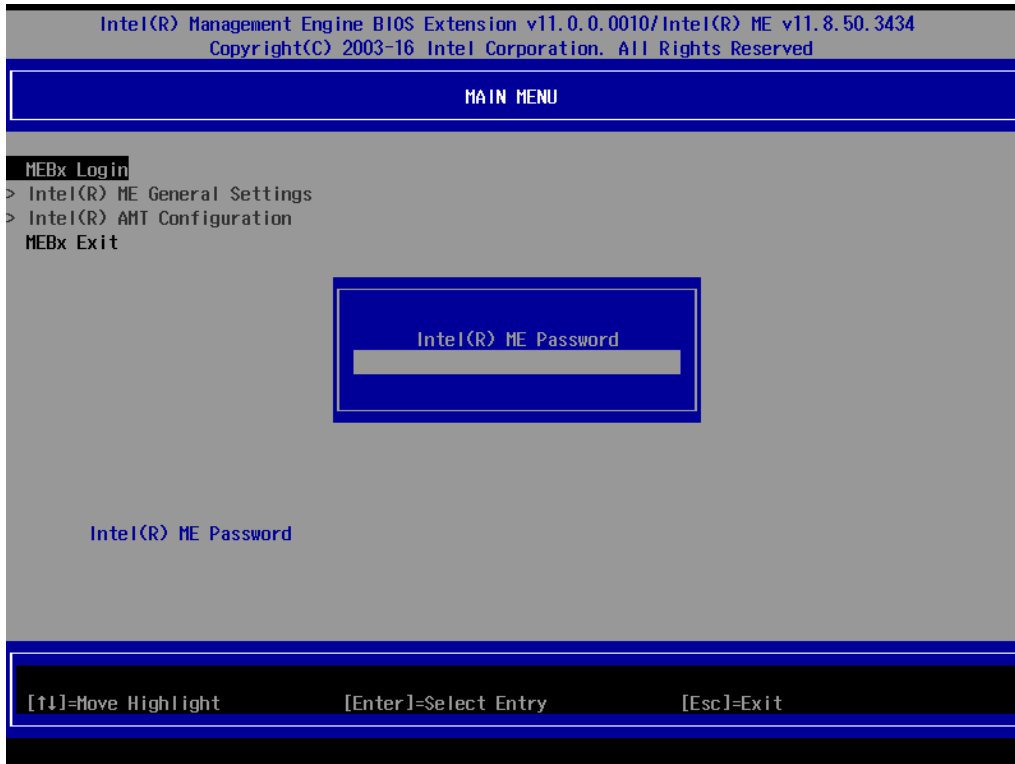 Intel(R) Management Engine BIOS Extension v11.0.0.0010/Intel(R) ME v11.8.50.3434
Copyright(C) 2003-16 Intel Corporation. All Rights Reserved
MAIN MENU
MEBx Login
> Intel(R) ME General Settings
> Intel(R) AMT Configuration
MEBx Exit
Intel(R) ME Password
Intel(R) ME Password
[↑↓]=Move Highlight [Enter]=Select Entry [Esc]=Exit